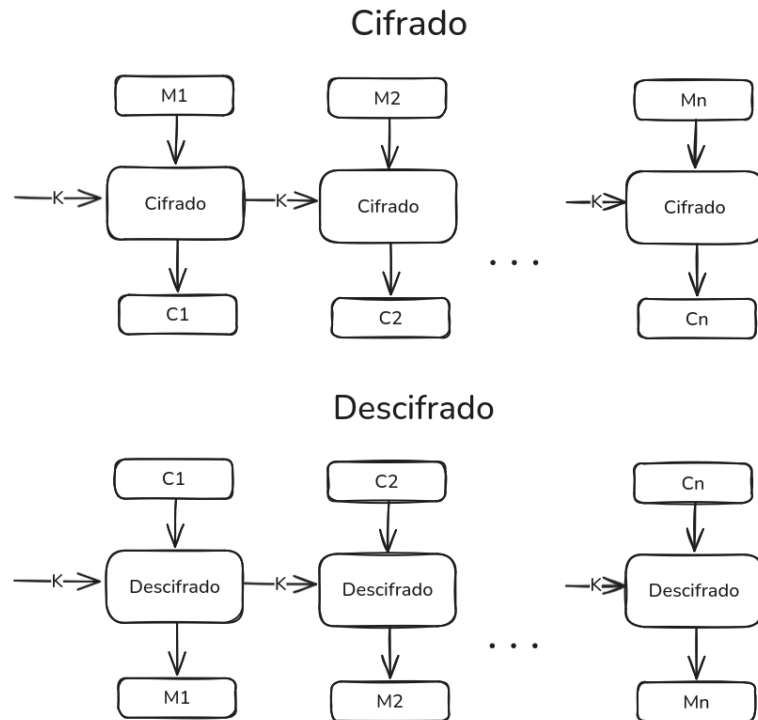 Cifrado
M1 M2 Mn
K Cifrado K Cifrado K Cifrado
. . .
C1 C2 Cn
Descifrado
C1 C2 Cn
K Descifrado K Descifrado K Descifrado
. . .
M1 M2 Mn